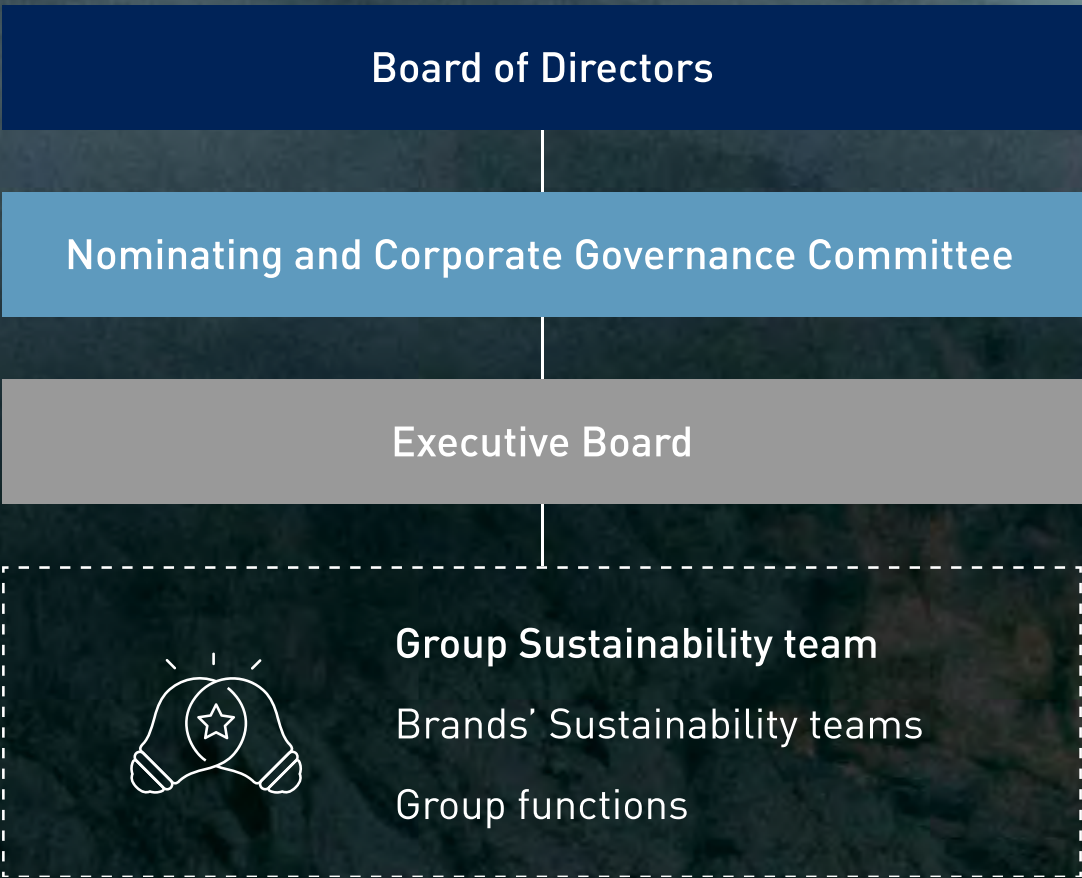 Board of Directors
Nominating and Corporate Governance Committee
Executive Board
Group Sustainability team
Brands’ Sustainability teams
Group functions